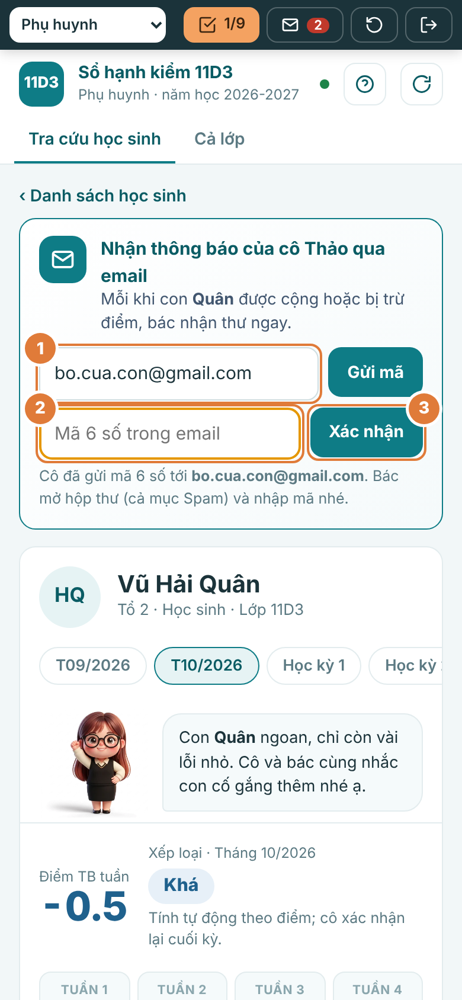 Phụ huynh
1/9
2
11D3
Sổ hạnh kiểm 11D3
Phụ huynh · năm học 2026-2027
Tra cứu học sinh
Cả lớp
‹ Danh sách học sinh
Nhận thông báo của cô Thảo qua
email
Mỗi khi con Quân được cộng hoặc bị trừ
điểm, bác nhận thư ngay.
1
bo.cua.con@gmail.com
Gửi mã
2
Mã 6 số trong email
Xác nhận
3
Cô đã gửi mã 6 số tới bo.cua.con@gmail.com. Bác
mở hộp thư (cả mục Spam) và nhập mã nhé.
HQ
Vũ Hải Quân
Tổ 2 · Học sinh · Lớp 11D3
T09/2026
T10/2026
Học kỳ 1
Học kỳ
Con Quân ngoan, chỉ còn vài
lỗi nhỏ. Cô và bác cùng nhắc
con cố gắng thêm nhé ạ.
Điểm TB tuần
-0.5
Xếp loại · Tháng 10/2026
Khá
Tính tự động theo điểm; cô xác nhận
lại cuối kỳ.
TUẦN 1
TUẦN 2
TUẦN 3
TUẦN 4